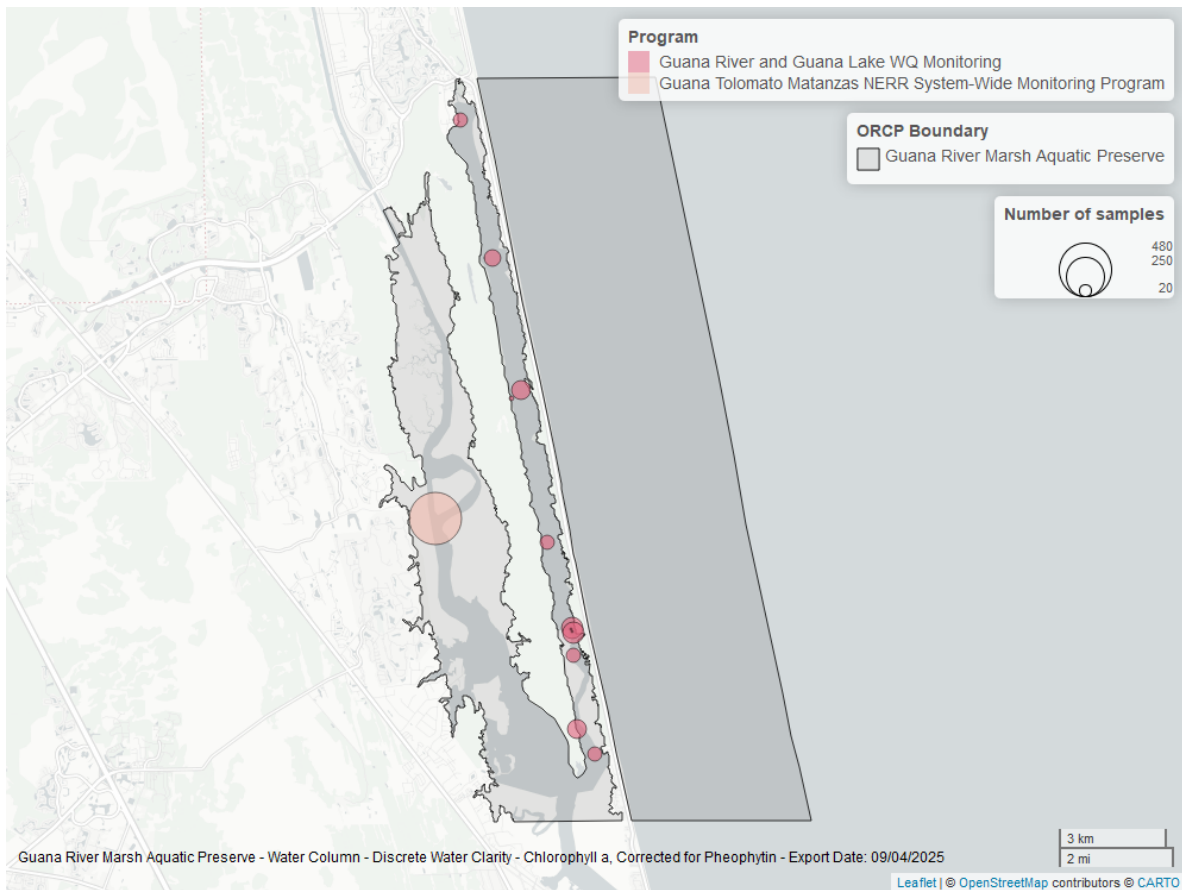 Program
Guana River and Guana Lake WQ Monitoring
Guana Tolomato Matanzas NERR System-Wide Monitoring Program
ORCP Boundary
Guana River Marsh Aquatic Preserve
Number of samples
480
250
20
3 km
2 mi
Guana River Marsh Aquatic Preserve - Water Column - Discrete Water Clarity - Chlorophyll a, Corrected for Pheophytin - Export Date: 09/04/2025
Leaflet | © OpenStreetMap contributors © CARTO